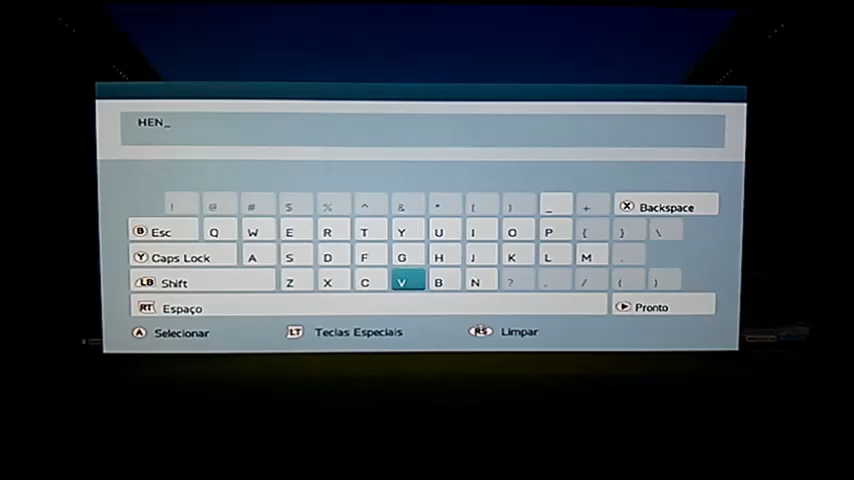 HEN_
! @ # $ % ^ & * ( ) _ + X Backspace
B Esc Q W E R T Y U I O P { } \
Y Caps Lock A S D F G H J K L M .
LB Shift Z X C V B N ? . / ( )
RT Espaço Pronto
A Selecionar LT Teclas Especiais RS Limpar